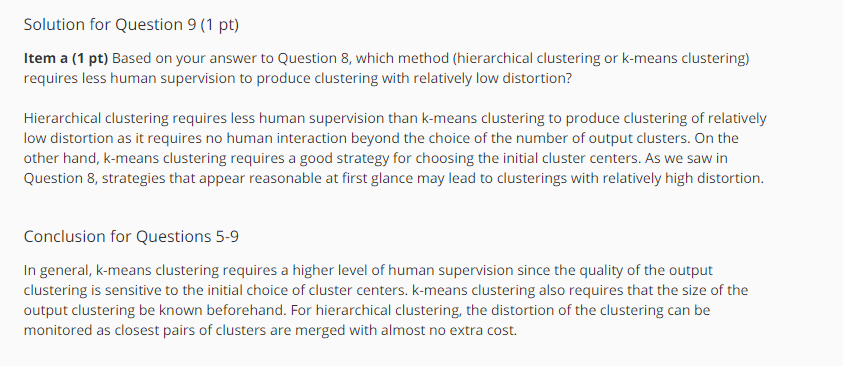 Solution for Question 9 (1 pt)
Item a (1 pt) Based on your answer to Question 8, which method (hierarchical clustering or k-means clustering)
requires less human supervision to produce clustering with relatively low distortion?
Hierarchical clustering requires less human supervision than k-means clustering to produce clustering of relatively
low distortion as it requires no human interaction beyond the choice of the number of output clusters. On the
other hand, k-means clustering requires a good strategy for choosing the initial cluster centers. As we saw in
Question 8, strategies that appear reasonable at first glance may lead to clusterings with relatively high distortion.
Conclusion for Questions 5-9
In general, k-means clustering requires a higher level of human supervision since the quality of the output
clustering is sensitive to the initial choice of cluster centers. k-means clustering also requires that the size of the
output clustering be known beforehand. For hierarchical clustering, the distortion of the clustering can be
monitored as closest pairs of clusters are merged with almost no extra cost.